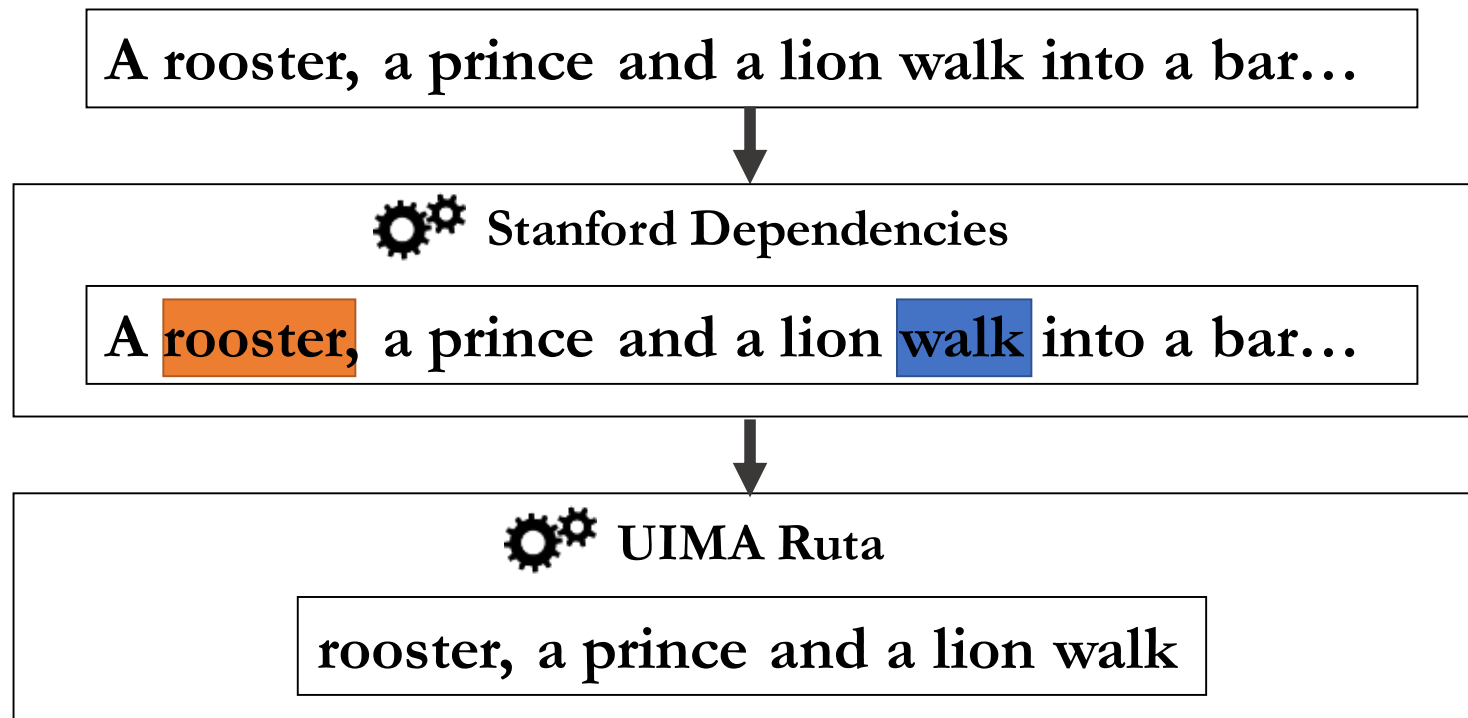 A rooster, a prince and a lion walk into a bar…
Stanford Dependencies
A rooster, a prince and a lion walk into a bar…
UIMA Ruta
rooster, a prince and a lion walk